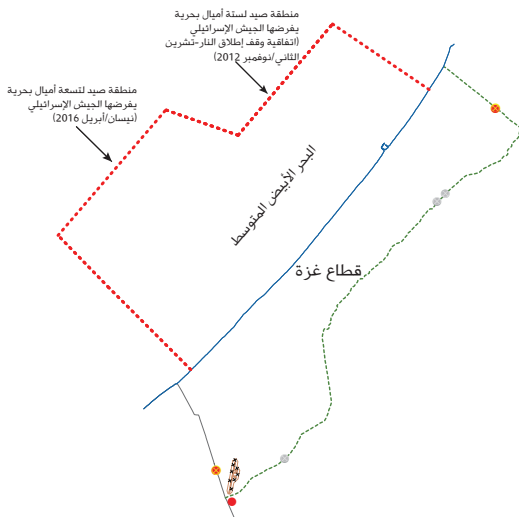 منطقة صيد لستة أميال بحرية
يفرضها الجيش الإسرائيلي
(اتفاقية وقف إطلاق النار-تشرين
الثاني/نوفمبر 2012)
منطقة صيد لتسعة أميال بحرية
يفرضها الجيش الإسرائيلي
(نيسان/أبريل 2016)
البحر الأبيض المتوسط
قطاع غزة